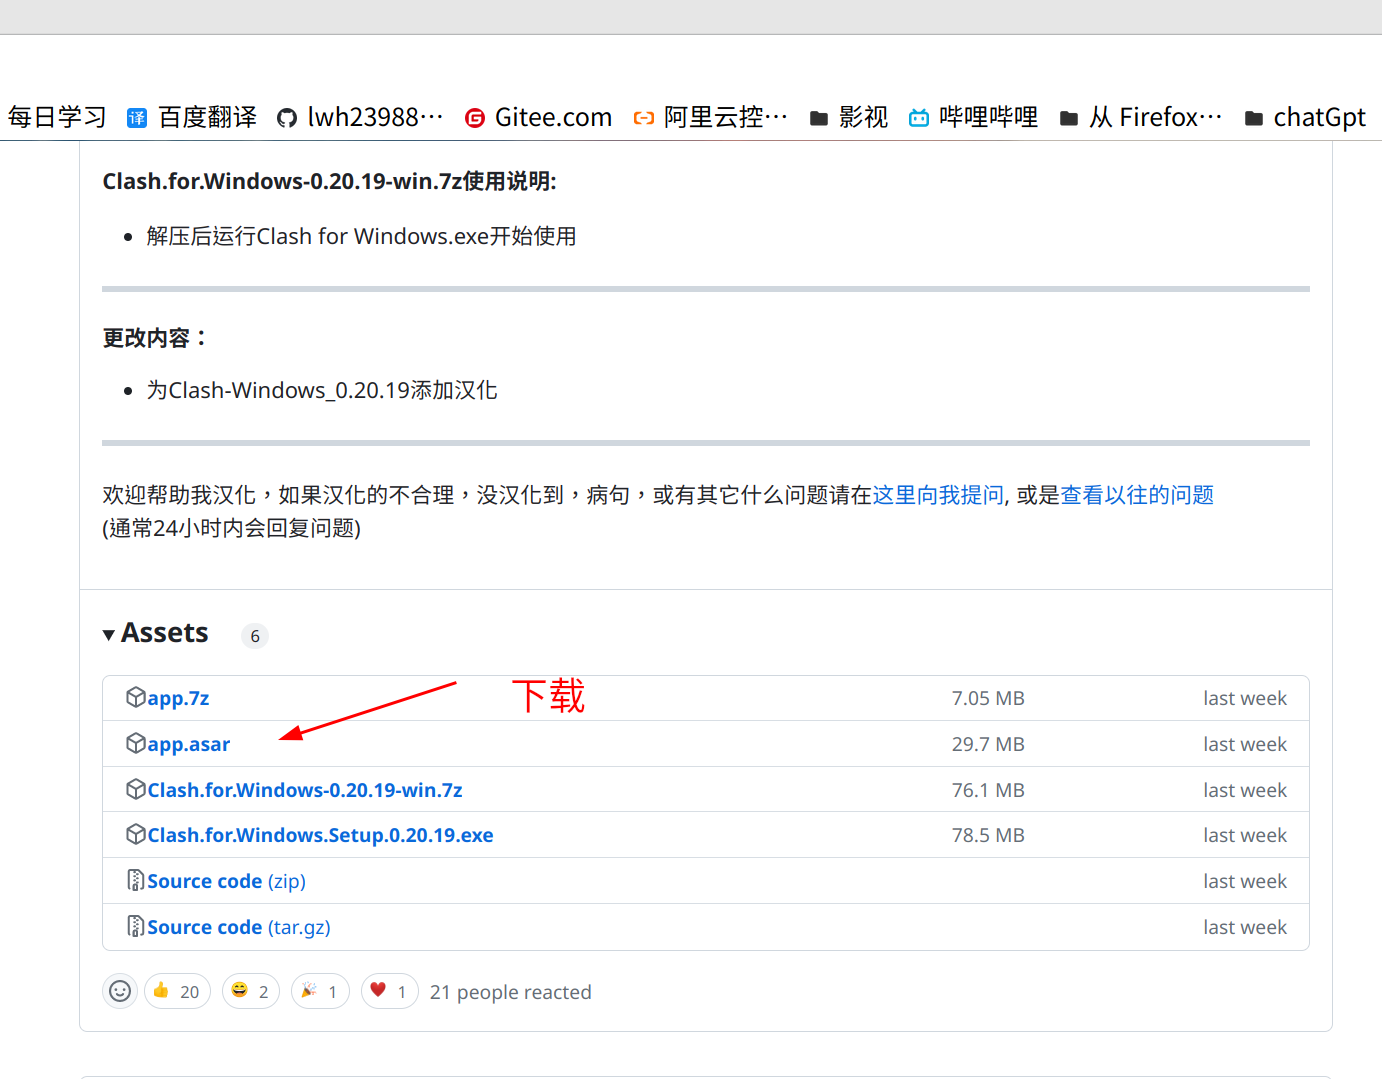 每日学习 译 百度翻译 lwh23988… Gitee.com 阿里云控… 影视 哔哩哔哩 从 Firefox… chatGpt
Clash.for.Windows-0.20.19-win.7z使用说明:
解压后运行Clash for Windows.exe开始使用
更改内容：
为Clash-Windows_0.20.19添加汉化
欢迎帮助我汉化，如果汉化的不合理，没汉化到，病句，或有其它什么问题请在这里向我提问, 或是查看以往的问题
(通常24小时内会回复问题)
Assets 6
app.7z 7.05 MB last week
下载
app.asar 29.7 MB last week
Clash.for.Windows-0.20.19-win.7z 76.1 MB last week
Clash.for.Windows.Setup.0.20.19.exe 78.5 MB last week
Source code (zip) last week
Source code (tar.gz) last week
👍 20 😄 2 🎉 1 ❤️ 1 21 people reacted